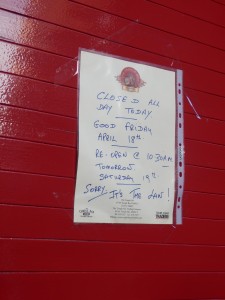 CLOSED ALL
DAY TODAY
GOOD FRIDAY
APRIL 18TH
RE-OPEN @ 10:30AM
TOMORROW
SATURDAY 19TH
SORRY IT'S THE LAW!